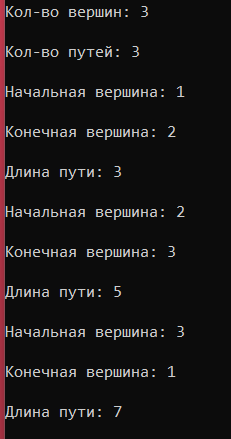 Кол-во вершин: 3
Кол-во путей: 3
Начальная вершина: 1
Конечная вершина: 2
Длина пути: 3
Начальная вершина: 2
Конечная вершина: 3
Длина пути: 5
Начальная вершина: 3
Конечная вершина: 1
Длина пути: 7